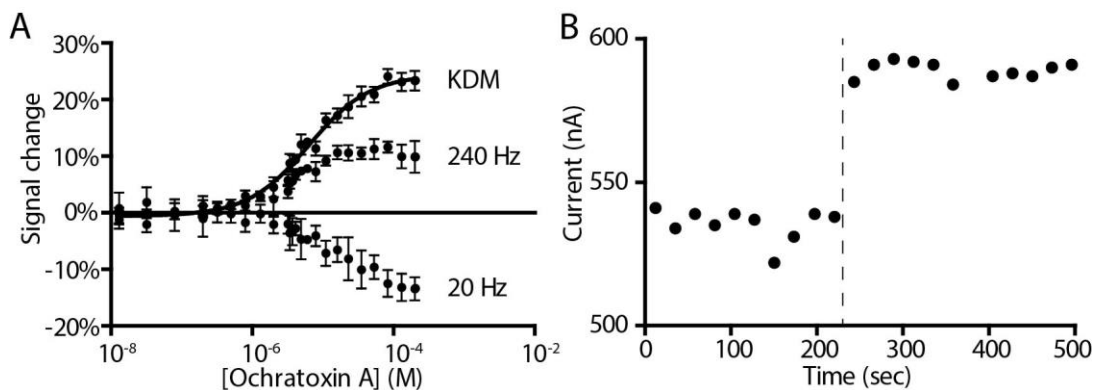 A
B
Signal change
30%
20%
10%
0%
-10%
-20%
KDM
240 Hz
20 Hz
10-8
10-6
10-4
10-2
[Ochratoxin A] (M)
Current (nA)
600
550
500
0
100
200
300
400
500
Time (sec)